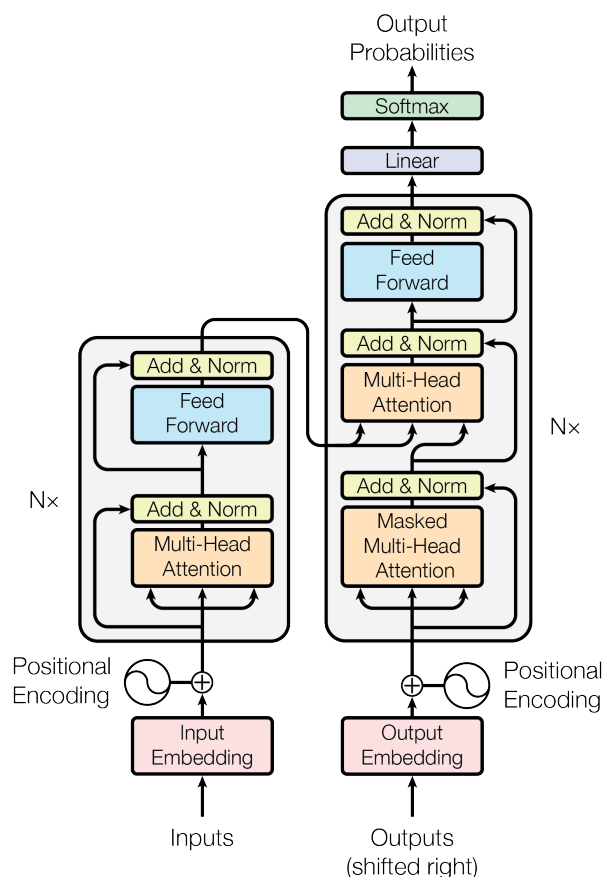 Output
Probabilities
Softmax
Linear
Add & Norm
Feed
Forward
Add & Norm
Multi-Head
Attention
N×
Add & Norm
Masked
Multi-Head
Attention
Positional
Encoding
Output
Embedding
Outputs
(shifted right)
Add & Norm
Feed
Forward
Nx
Add & Norm
Multi-Head
Attention
Positional
Encoding
Input
Embedding
Inputs